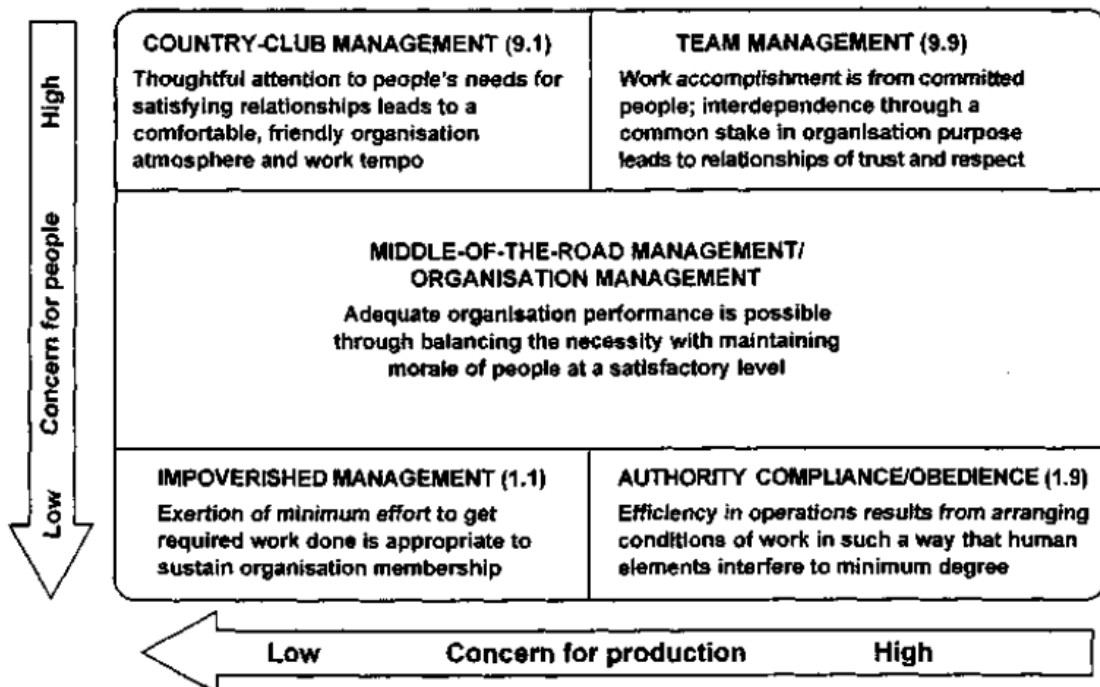 High
Concern for people
Low
COUNTRY-CLUB MANAGEMENT (9.1)
Thoughtful attention to people's needs for
satisfying relationships leads to a
comfortable, friendly organisation
atmosphere and work tempo
TEAM MANAGEMENT (9.9)
Work accomplishment is from committed
people; interdependence through a
common stake in organisation purpose
leads to relationships of trust and respect
MIDDLE-OF-THE-ROAD MANAGEMENT/
ORGANISATION MANAGEMENT
Adequate organisation performance is possible
through balancing the necessity with maintaining
morale of people at a satisfactory level
IMPOVERISHED MANAGEMENT (1.1)
Exertion of minimum effort to get
required work done is appropriate to
sustain organisation membership
AUTHORITY COMPLIANCE/OBEDIENCE (1.9)
Efficiency in operations results from arranging
conditions of work in such a way that human
elements interfere to minimum degree
Low Concern for production High